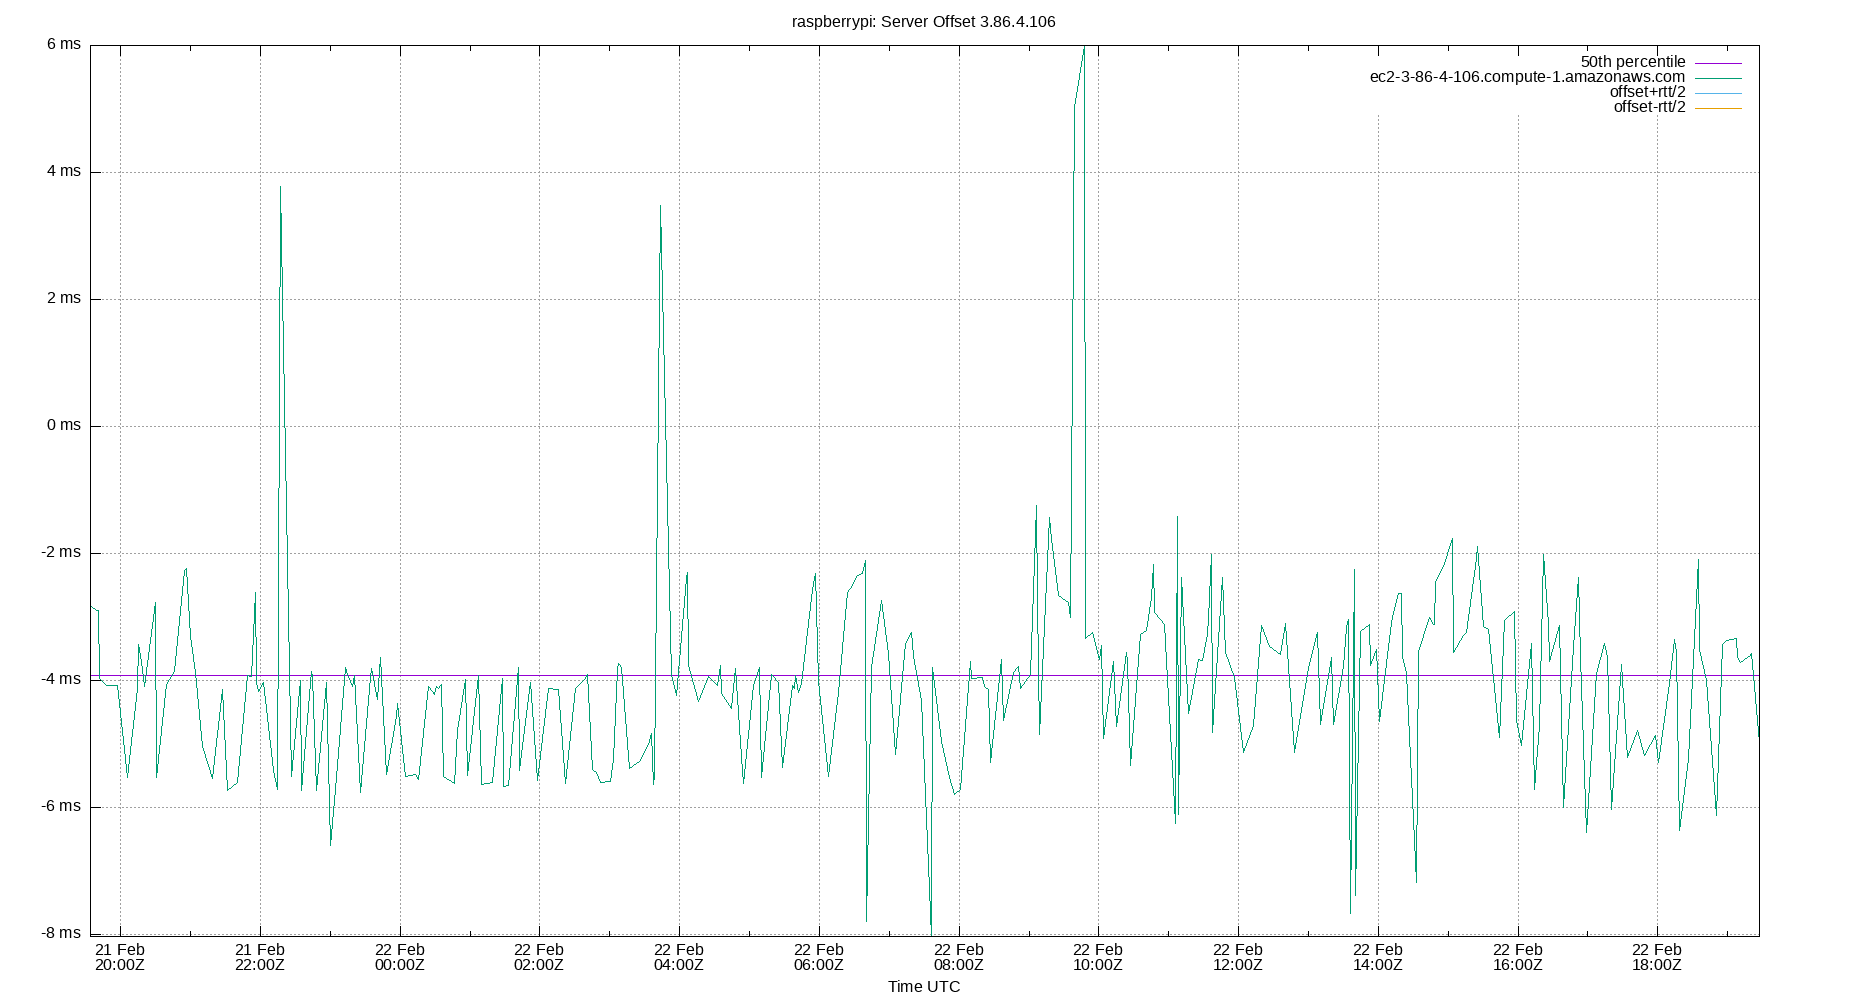 raspberrypi: Server Offset 3.86.4.106
6 ms
4 ms
2 ms
0 ms
-2 ms
-4 ms
-6 ms
-8 ms
50th percentile
ec2-3-86-4-106.compute-1.amazonaws.com
offset+rtt/2
offset-rtt/2
21 Feb 21 Feb 22 Feb 22 Feb 22 Feb 22 Feb 22 Feb 22 Feb 22 Feb 22 Feb 22 Feb 22 Feb
20:00Z 22:00Z 00:00Z 02:00Z 04:00Z 06:00Z 08:00Z 10:00Z 12:00Z 14:00Z 16:00Z 18:00Z
Time UTC